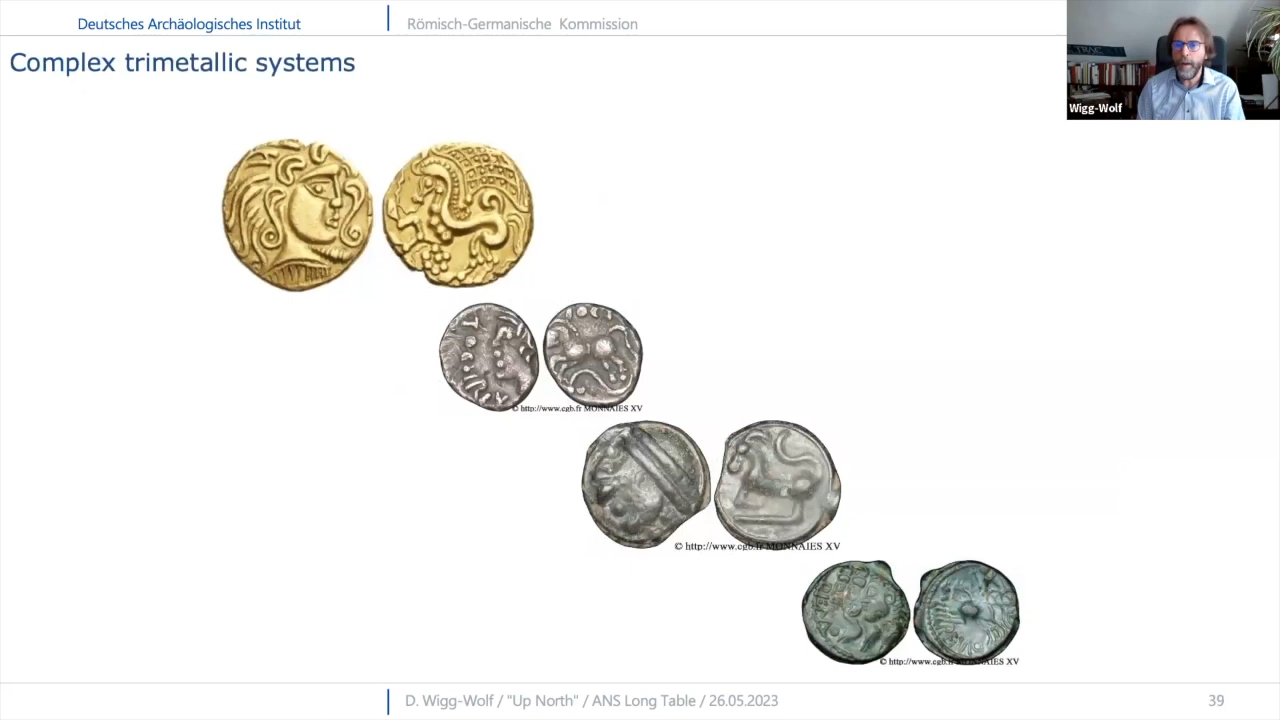 Deutsches Archäologisches Institut
Römisch-Germanische Kommission
Complex trimetallic systems
Wigg-Wolf
© http://www.cgb.fr MONNAIES XV
© http://www.cgb.fr MONNAIES XV
© http://www.cgb.fr MONNAIES XV
D. Wigg-Wolf / "Up North" / ANS Long Table / 26.05.2023
39